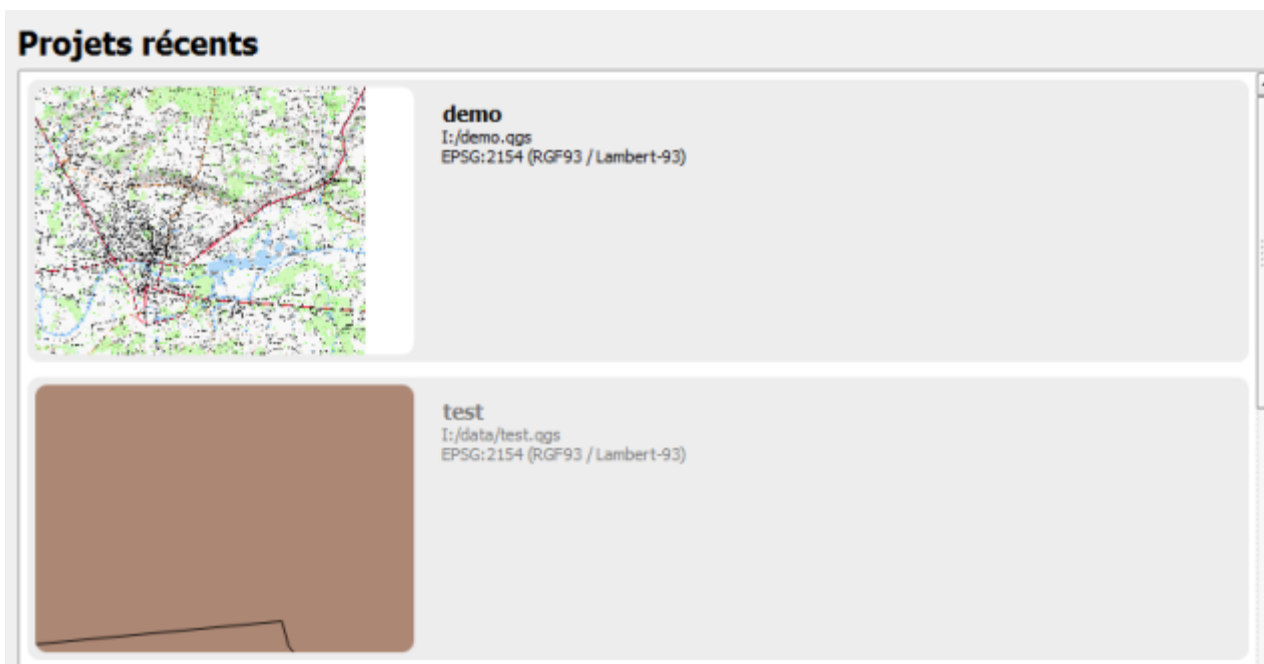 Projets récents
demo
I:/demo.qgs
EPSG:2154 (RGF93 / Lambert-93)
test
I:/data/test.qgs
EPSG:2154 (RGF93 / Lambert-93)